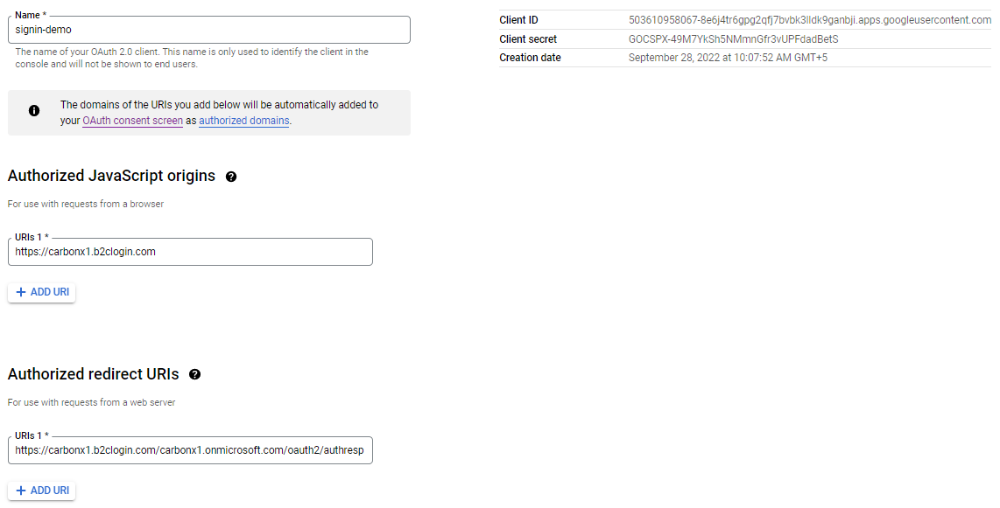 Name *
signin-demo
The name of your OAuth 2.0 client. This name is only used to identify the client in the
console and will not be shown to end users.
The domains of the URIs you add below will be automatically added to
your OAuth consent screen as authorized domains.
Authorized JavaScript origins
For use with requests from a browser
URIs 1 *
https://carbonx1.b2clogin.com
+ ADD URI
Authorized redirect URIs
For use with requests from a web server
URIs 1 *
https://carbonx1.b2clogin.com/carbonx1.onmicrosoft.com/oauth2/authresp
+ ADD URI
Client ID 503610958067-8e6j4tr6gpg2qfj7bvbk3lldk9ganbji.apps.googleusercontent.com
Client secret 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
Creation date September 28, 2022 at 10:07:52 AM GMT+5